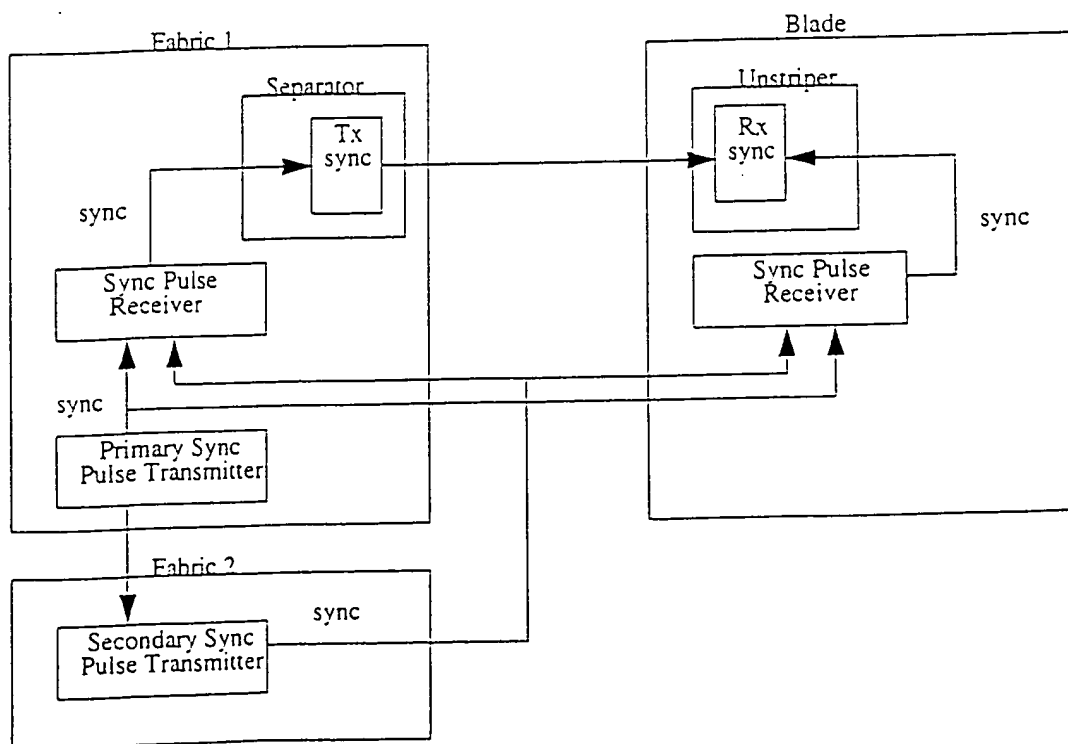 Fabric 1
Blade
Separator
Unstriper
Tx
sync
Rx
sync
sync
sync
Sync Pulse
Receiver
Sync Pulse
Receiver
sync
Primary Sync
Pulse Transmitter
Fabric 2
sync
Secondary Sync
Pulse Transmitter